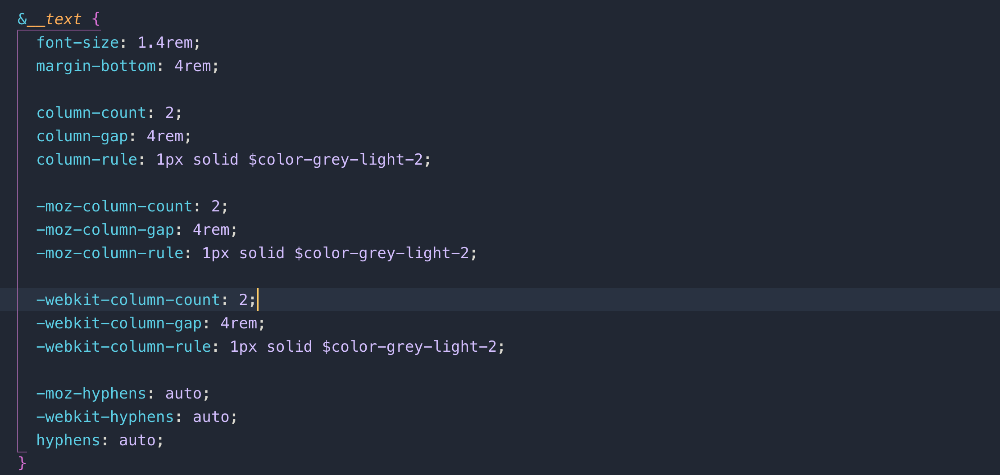 &__text {
font-size: 1.4rem;
margin-bottom: 4rem;
column-count: 2;
column-gap: 4rem;
column-rule: 1px solid $color-grey-light-2;
-moz-column-count: 2;
-moz-column-gap: 4rem;
-moz-column-rule: 1px solid $color-grey-light-2;
-webkit-column-count: 2;
-webkit-column-gap: 4rem;
-webkit-column-rule: 1px solid $color-grey-light-2;
-moz-hyphens: auto;
-webkit-hyphens: auto;
hyphens: auto;
}